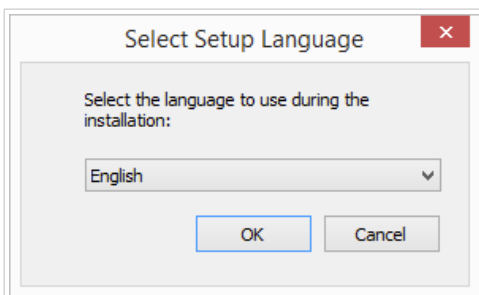 Select Setup Language
Select the language to use during the
installation:
English
OK
Cancel